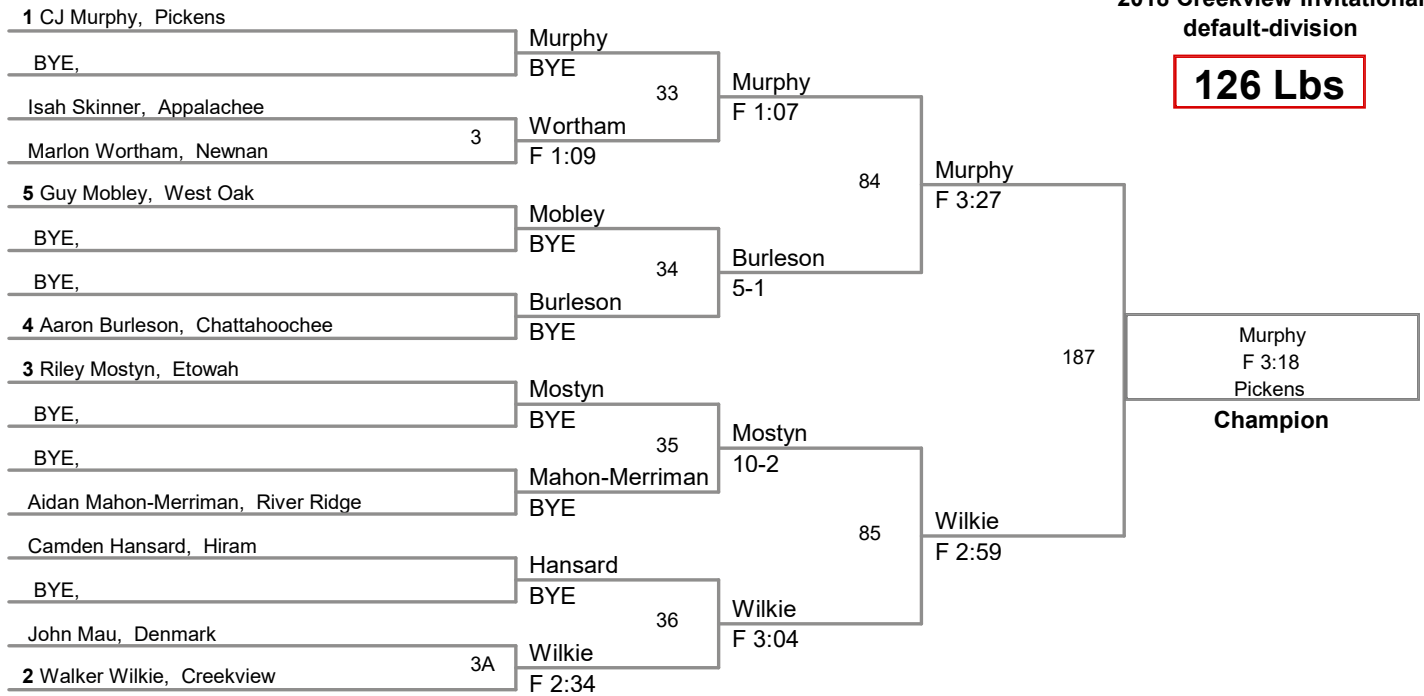 2018 Creekview Invitational
default-division
126 Lbs
1 CJ Murphy, Pickens
BYE,
Isah Skinner, Appalachee
Marlon Wortham, Newnan
5 Guy Mobley, West Oak
BYE,
BYE,
4 Aaron Burleson, Chattahoochee
3 Riley Mostyn, Etowah
BYE,
BYE,
Aidan Mahon-Merriman, River Ridge
Camden Hansard, Hiram
BYE,
John Mau, Denmark
2 Walker Wilkie, Creekview
3
3A
Murphy
BYE
Wortham
F 1:09
Mobley
BYE
Burleson
BYE
Mostyn
BYE
Mahon-Merriman
BYE
Hansard
BYE
Wilkie
F 2:34
33
34
35
36
Murphy
F 1:07
Burleson
5-1
Mostyn
10-2
Wilkie
F 3:04
84
85
Murphy
F 3:27
Wilkie
F 2:59
187
Murphy
F 3:18
Pickens
Champion